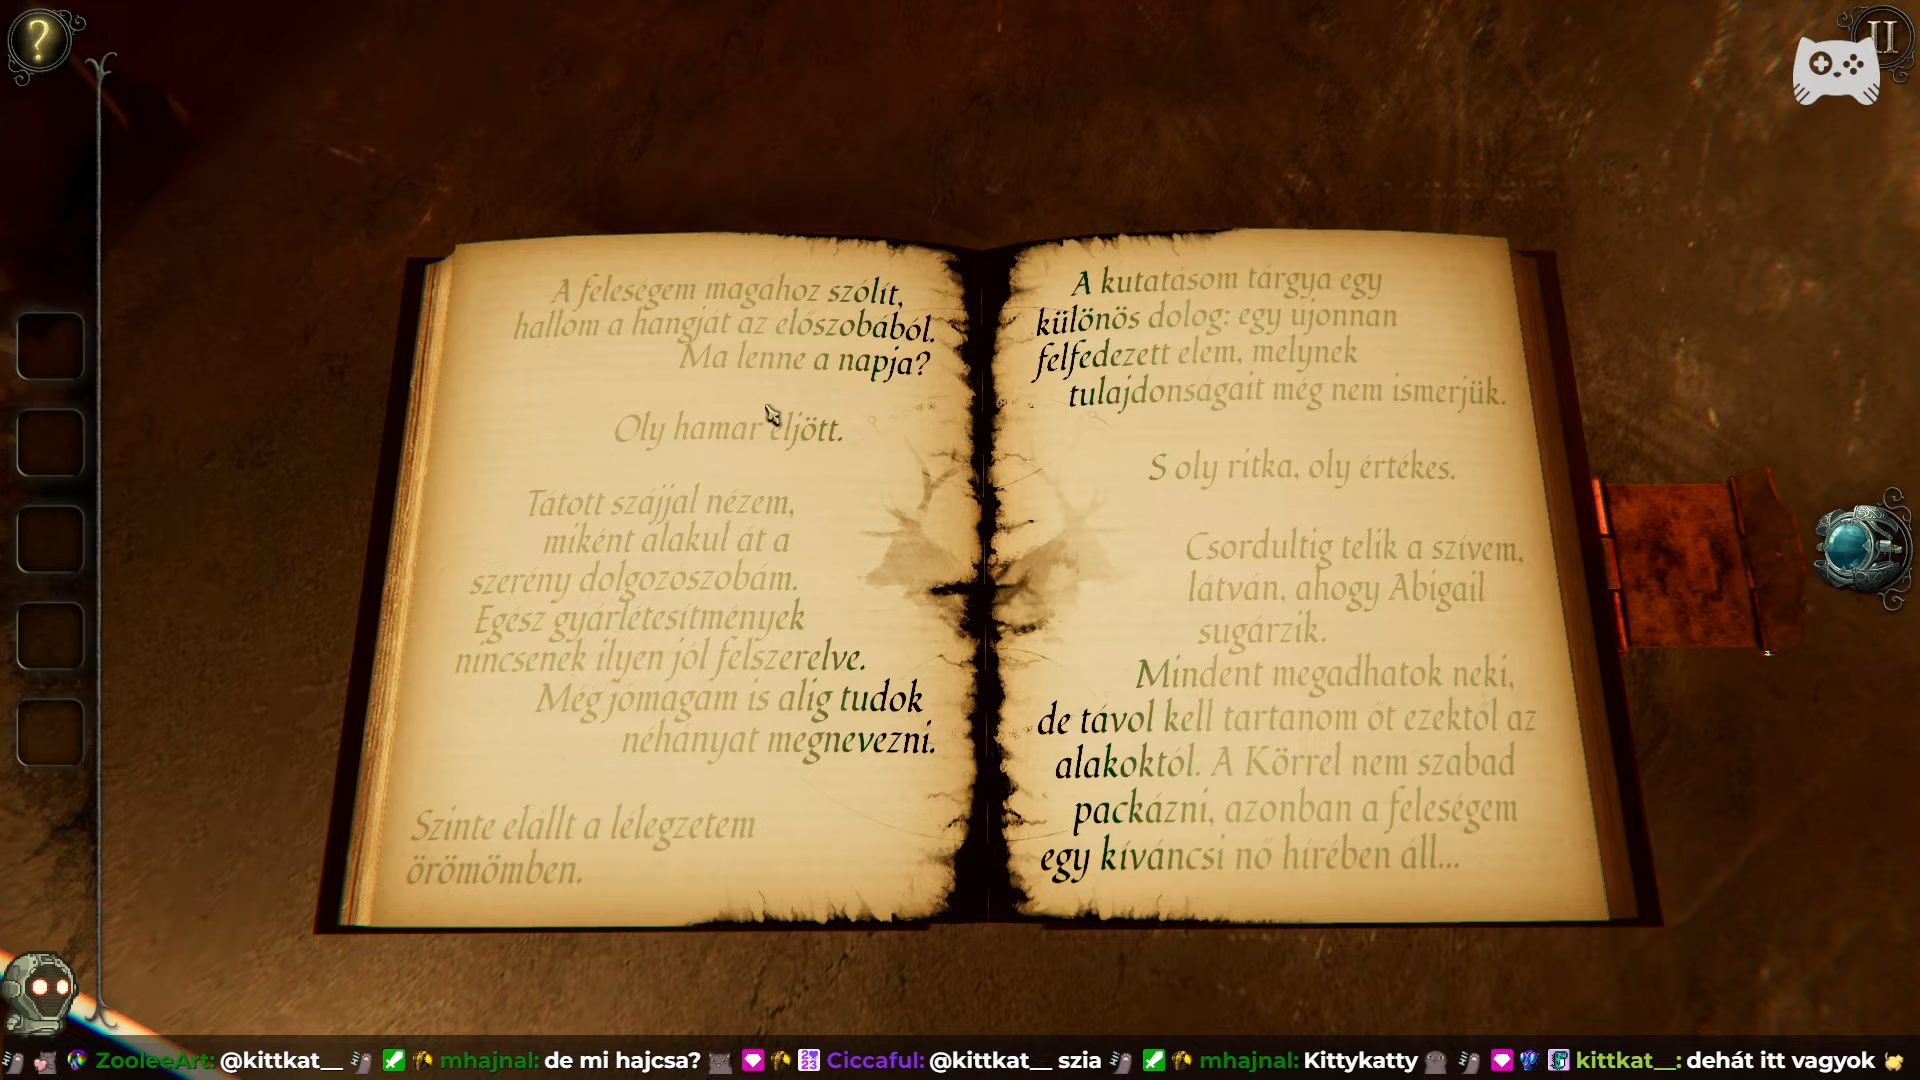 ?
II
A feleségem magához szólít,
hallom a hangját az előszobából.
Ma lenne a napja?
Oly hamar eljött.
Tátott szájjal nézem,
miként alakul át a
szerény dolgozószobám.
Egész gyárlétesítmények
nincsenek ilyen jól felszerelve.
Még jómagam is alig tudok
néhányat megnevezni.
Szinte elállt a lélegzetem
örömömben.
A kutatásom tárgya egy
különös dolog: egy újonnan
felfedezett elem, melynek
tulajdonságait még nem ismerjük.
S oly ritka, oly értékes.
Csordultig telik a szívem,
látván, ahogy Abigail
sugárzik.
Mindent megadhatok neki,
de távol kell tartanom őt ezektől az
alakoktól. A Körrel nem szabad
packázni, azonban a feleségem
egy kíváncsi nő hírében áll...
ZooleeArt: @kittkat__ mhajnal: de mi hajcsa? 2023 Ciccaful: @kittkat__ szia mhajnal: Kittykatty kittkat__: dehát itt vagyok